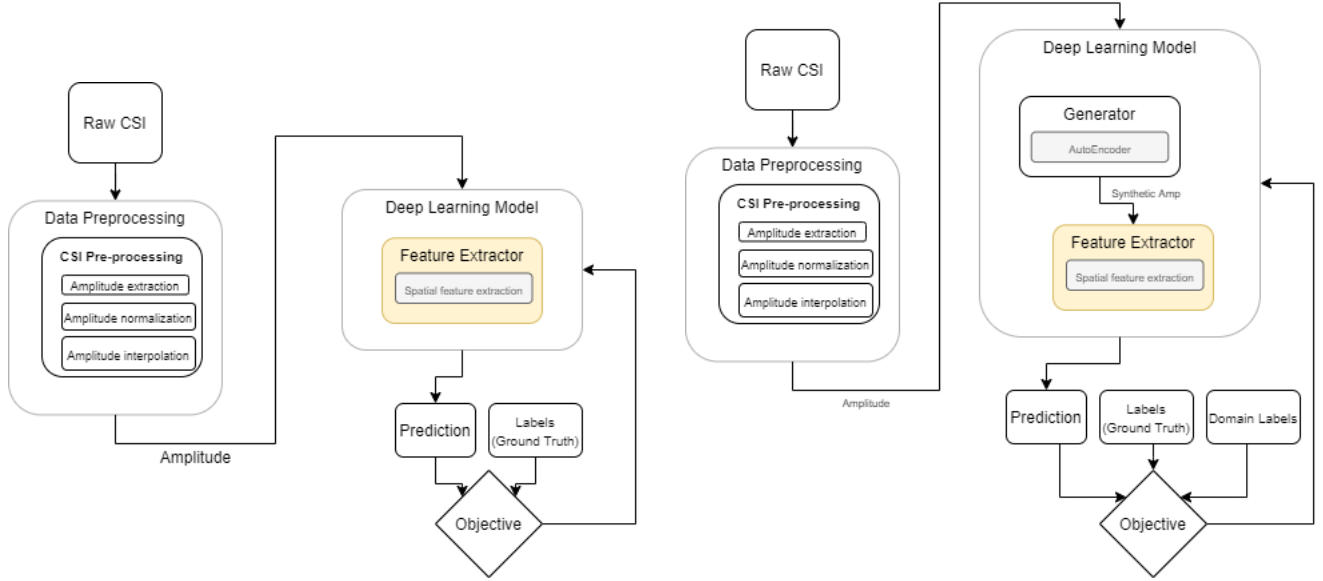 Raw CSI
Data Preprocessing
CSI Pre-processing
Amplitude extraction
Amplitude normalization
Amplitude interpolation
Amplitude
Deep Learning Model
Feature Extractor
Spatial feature extraction
Prediction
Labels
(Ground Truth)
Objective
Raw CSI
Data Preprocessing
CSI Pre-processing
Amplitude extraction
Amplitude normalization
Amplitude interpolation
Amplitude
Deep Learning Model
Generator
AutoEncoder
Synthetic Amp
Feature Extractor
Spatial feature extraction
Prediction
Labels
(Ground Truth)
Domain Labels
Objective